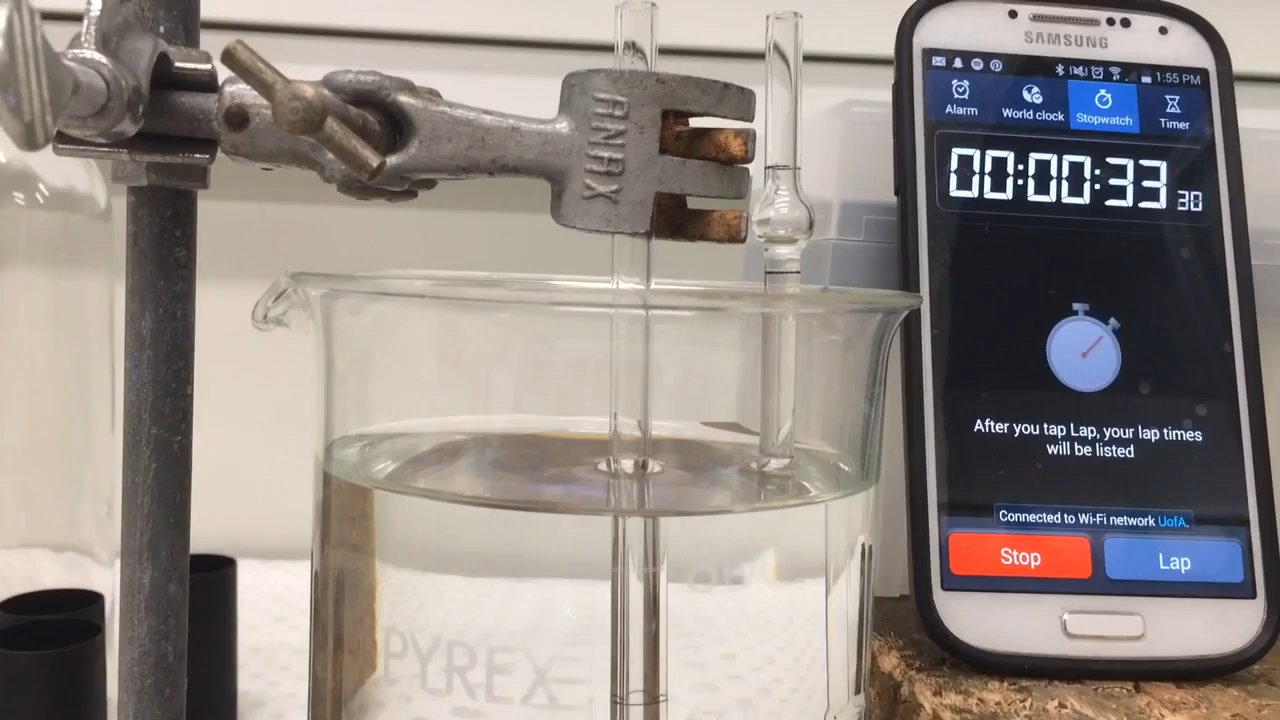 ANAX
SAMSUNG
1:55 PM
Alarm
World clock
Stopwatch
Timer
00:00:33 30
After you tap Lap, your lap times
will be listed
Connected to Wi-Fi network UofA.
Stop
Lap
PYREX